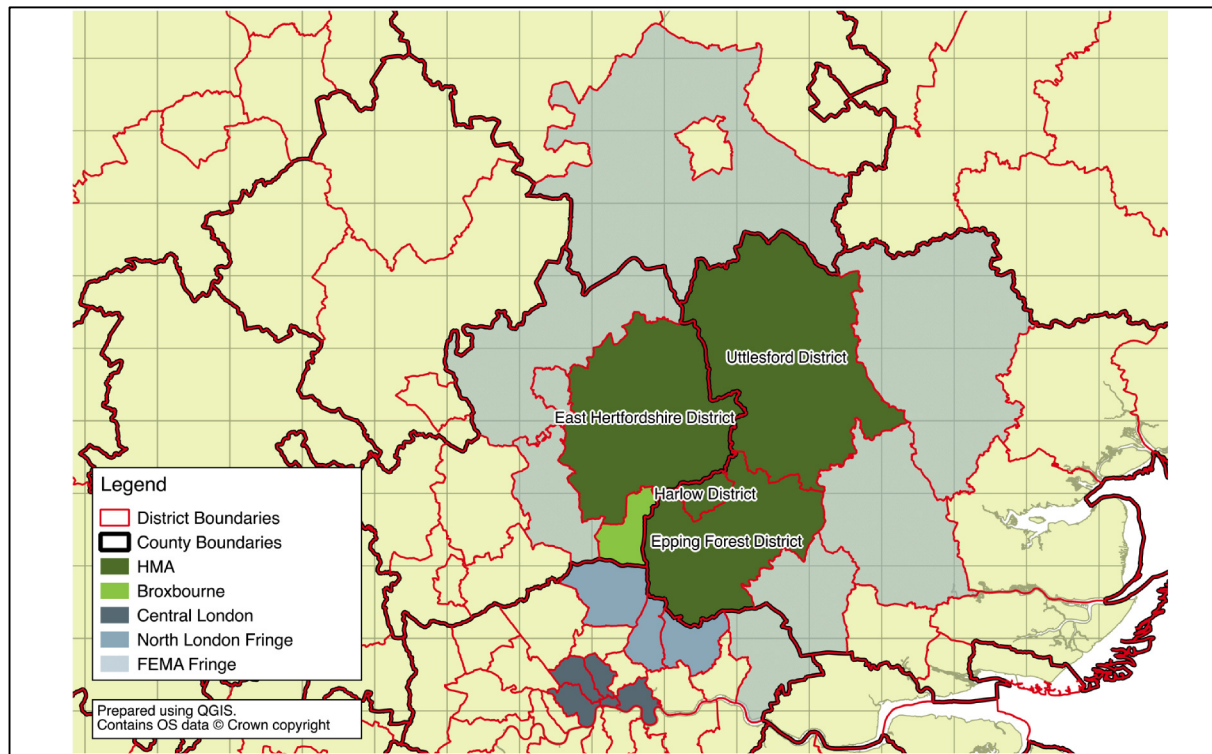 Uttlesford District
East Hertfordshire District
Harlow District
Epping Forest District
Legend
District Boundaries
County Boundaries
HMA
Broxbourne
Central London
North London Fringe
FEMA Fringe
Prepared using QGIS.
Contains OS data © Crown copyright